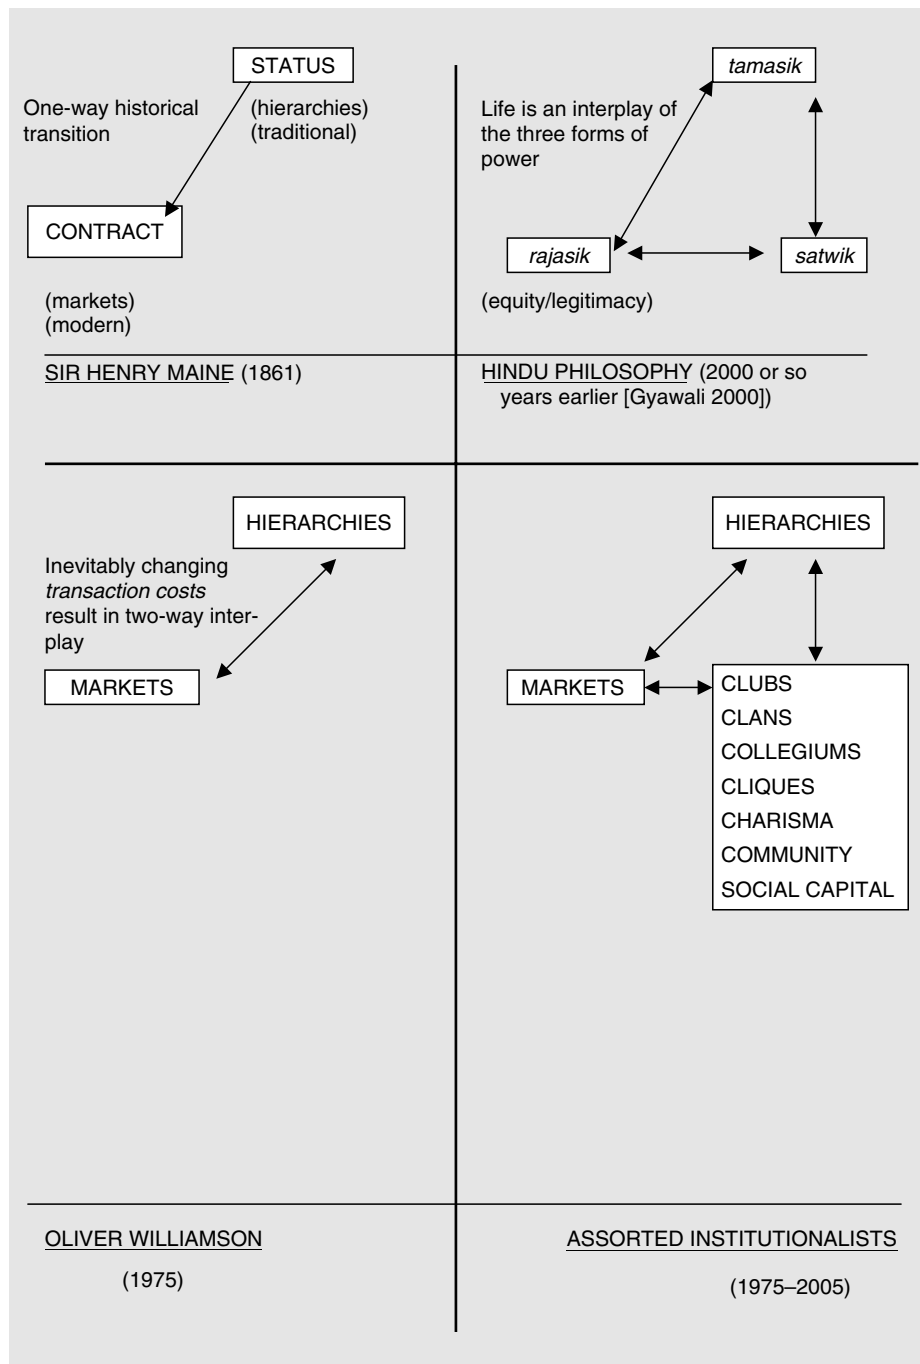 STATUS
One-way historical
transition
(hierarchies)
(traditional)
CONTRACT
(markets)
(modern)
SIR HENRY MAINE (1861)
tamasik
Life is an interplay of
the three forms of
power
rajasik
satwik
(equity/legitimacy)
HINDU PHILOSOPHY (2000 or so
years earlier [Gyawali 2000])
HIERARCHIES
Inevitably changing
transaction costs
result in two-way inter-
play
MARKETS
OLIVER WILLIAMSON
(1975)
HIERARCHIES
MARKETS
CLUBS
CLANS
COLLEGIUMS
CLIQUES
CHARISMA
COMMUNITY
SOCIAL CAPITAL
ASSORTED INSTITUTIONALISTS
(1975–2005)